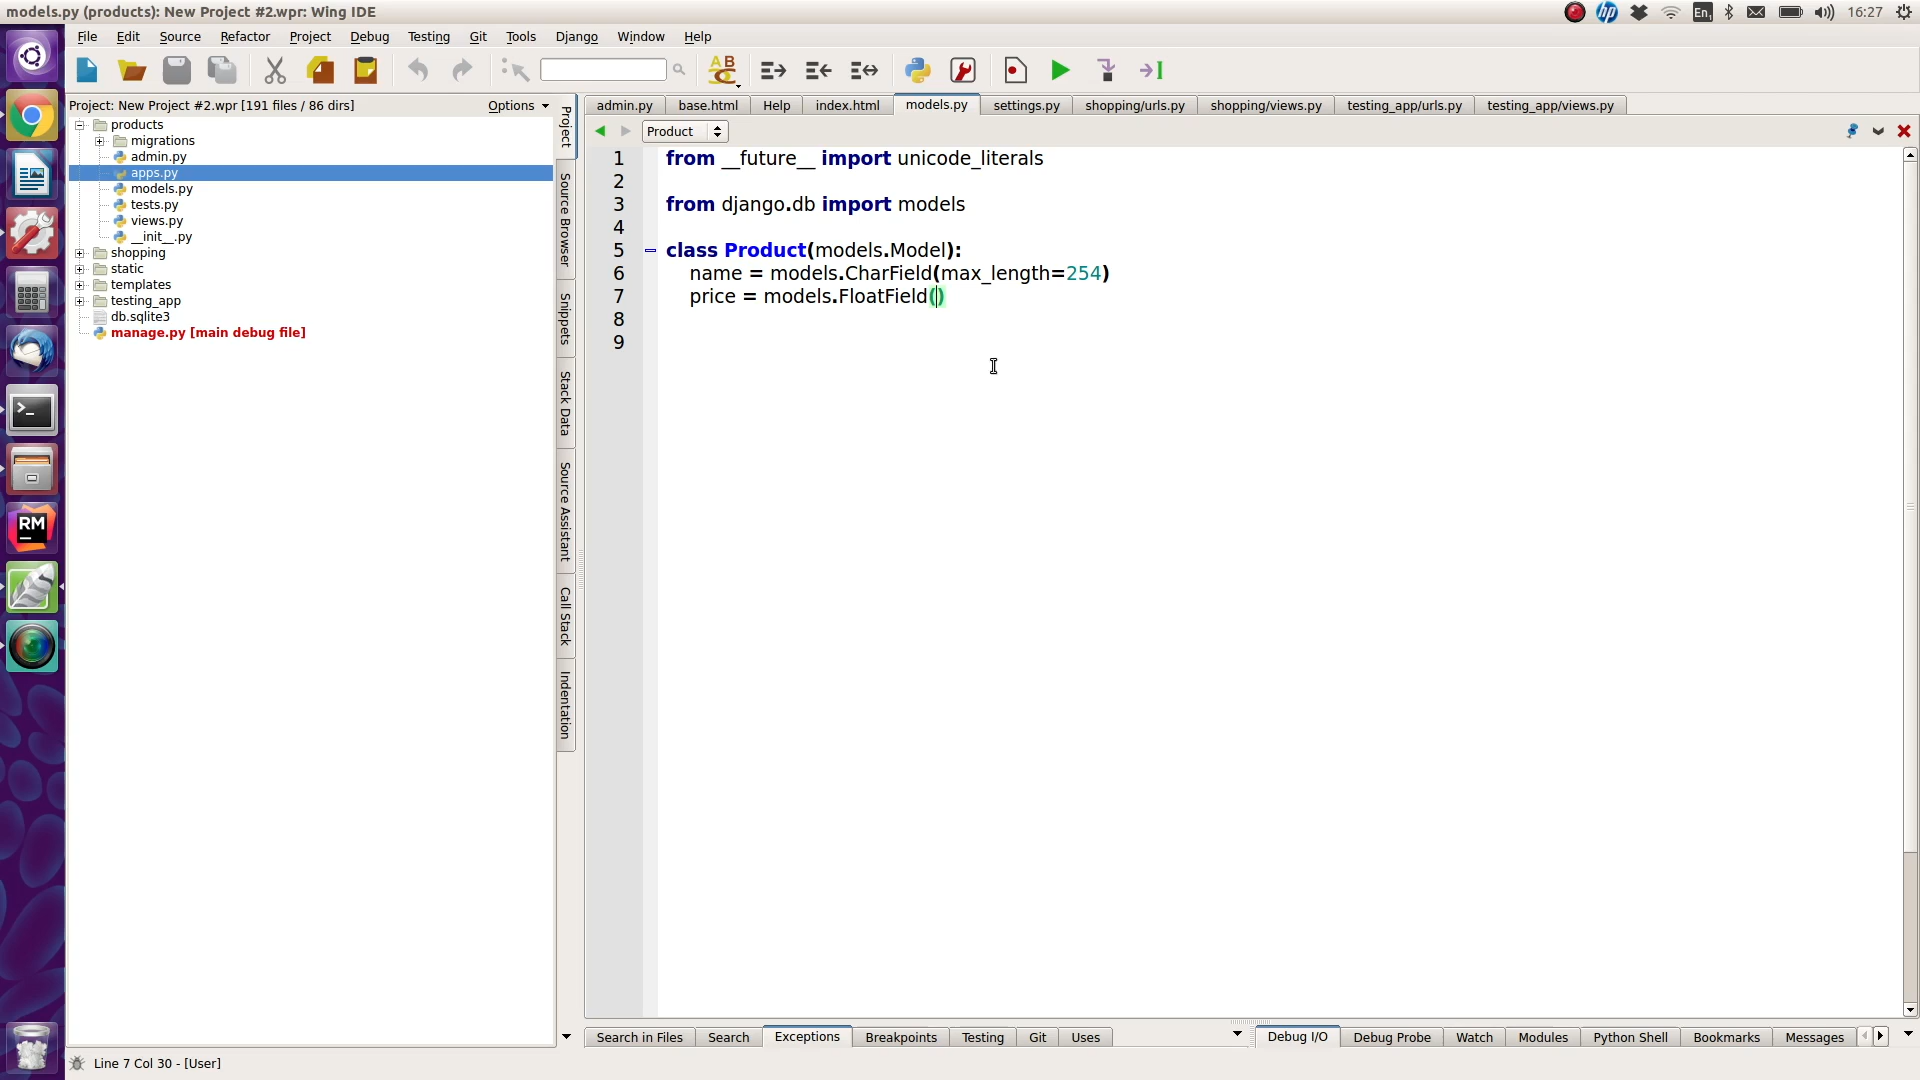 models.py (products): New Project #2.wpr: Wing IDE
En1
16:27
File Edit Source Refactor Project Debug Testing Git Tools Django Window Help
Project: New Project #2.wpr [191 files / 86 dirs]
Options
products
migrations
admin.py
apps.py
models.py
tests.py
views.py
__init__.py
shopping
static
templates
testing_app
db.sqlite3
manage.py [main debug file]
Project
Source Browser
Snippets
Stack Data
Source Assistant
Call Stack
Indentation
admin.py base.html Help index.html models.py settings.py shopping/urls.py shopping/views.py testing_app/urls.py testing_app/views.py
Product
1 from __future__ import unicode_literals
2
3 from django.db import models
4
5 class Product(models.Model):
6 name = models.CharField(max_length=254)
7 price = models.FloatField()
8
9
RM
Search in Files Search Exceptions Breakpoints Testing Git Uses
Debug I/O Debug Probe Watch Modules Python Shell Bookmarks Messages
Line 7 Col 30 - [User]